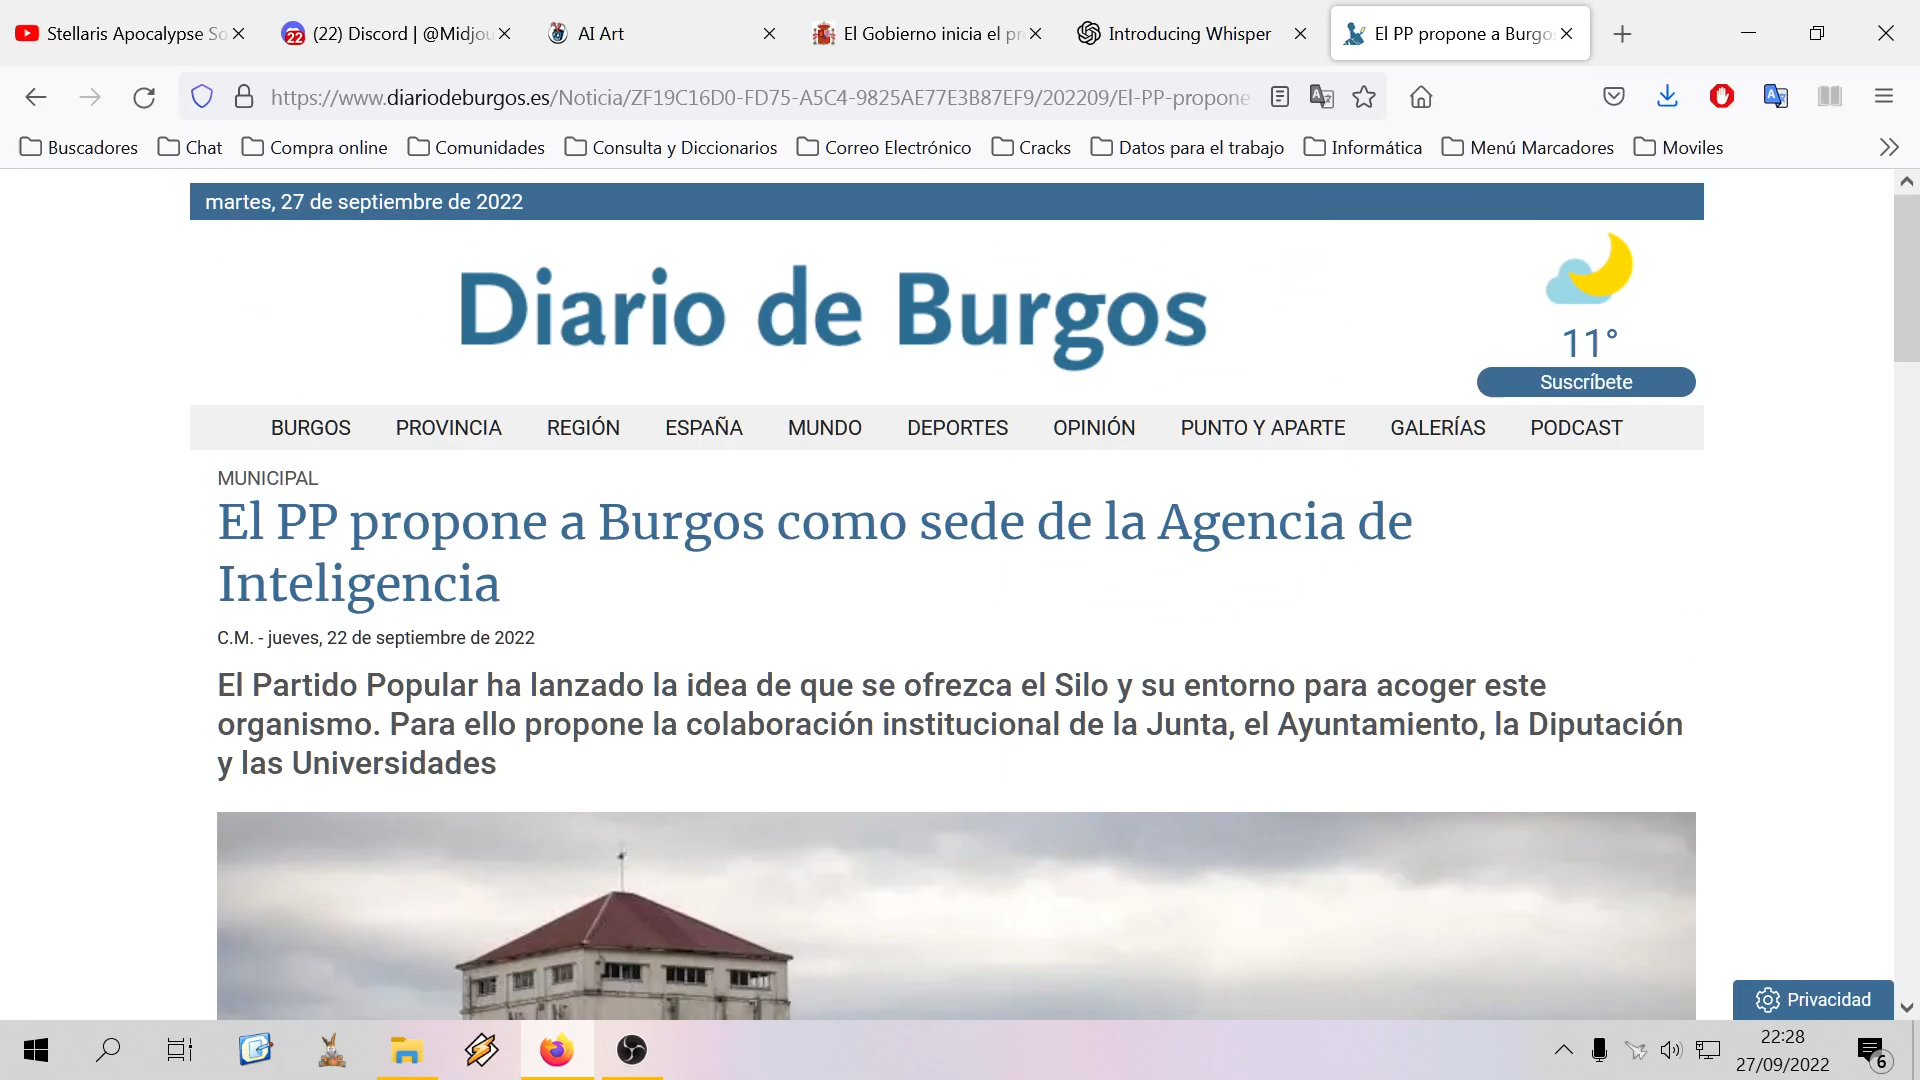 Stellaris Apocalypse So
(22) Discord | @Midjou
AI Art
El Gobierno inicia el pr
Introducing Whisper
El PP propone a Burgo
https://www.diariodeburgos.es/Noticia/ZF19C16D0-FD75-A5C4-9825AE77E3B87EF9/202209/El-PP-propone-
Buscadores
Chat
Compra online
Comunidades
Consulta y Diccionarios
Correo Electrónico
Cracks
Datos para el trabajo
Informática
Menú Marcadores
Moviles
martes, 27 de septiembre de 2022
Diario de Burgos
11°
Suscríbete
BURGOS PROVINCIA REGIÓN ESPAÑA MUNDO DEPORTES OPINIÓN PUNTO Y APARTE GALERÍAS PODCAST
MUNICIPAL
El PP propone a Burgos como sede de la Agencia de
Inteligencia
C.M. - jueves, 22 de septiembre de 2022
El Partido Popular ha lanzado la idea de que se ofrezca el Silo y su entorno para acoger este
organismo. Para ello propone la colaboración institucional de la Junta, el Ayuntamiento, la Diputación
y las Universidades
Privacidad
22:28
27/09/2022
6